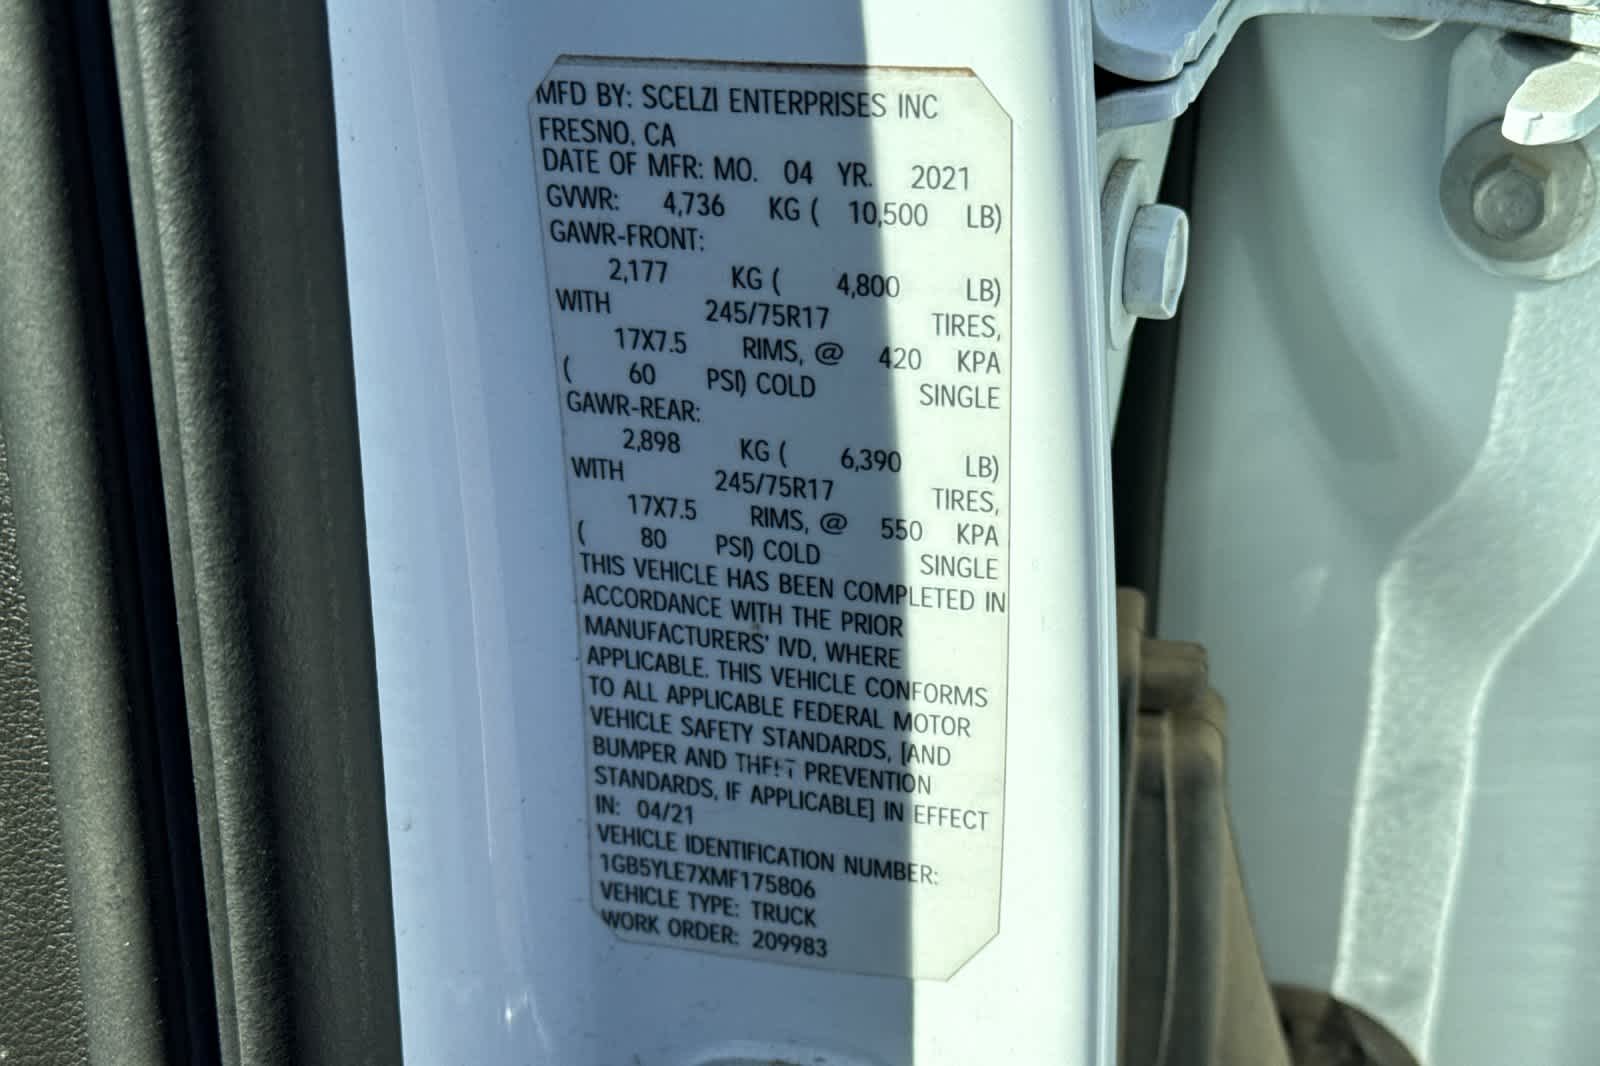 MFD BY: SCELZI ENTERPRISES INC
FRESNO, CA
DATE OF MFR: MO. 04 YR. 2021
GVWR: 4,736 KG ( 10,500 LB)
GAWR-FRONT:
2,177 KG ( 4,800 LB)
WITH 245/75R17 TIRES,
17X7.5 RIMS, @ 420 KPA
( 60 PSI) COLD SINGLE
GAWR-REAR:
2,898 KG ( 6,390 LB)
WITH 245/75R17 TIRES,
17X7.5 RIMS, @ 550 KPA
( 80 PSI) COLD SINGLE
THIS VEHICLE HAS BEEN COMPLETED IN
ACCORDANCE WITH THE PRIOR
MANUFACTURERS' IVD, WHERE
APPLICABLE. THIS VEHICLE CONFORMS
TO ALL APPLICABLE FEDERAL MOTOR
VEHICLE SAFETY STANDARDS, [AND
BUMPER AND THEFT PREVENTION
STANDARDS, IF APPLICABLE] IN EFFECT
IN: 04/21
VEHICLE IDENTIFICATION NUMBER:
1GB5YLE7XMF175806
VEHICLE TYPE: TRUCK
WORK ORDER: 209983